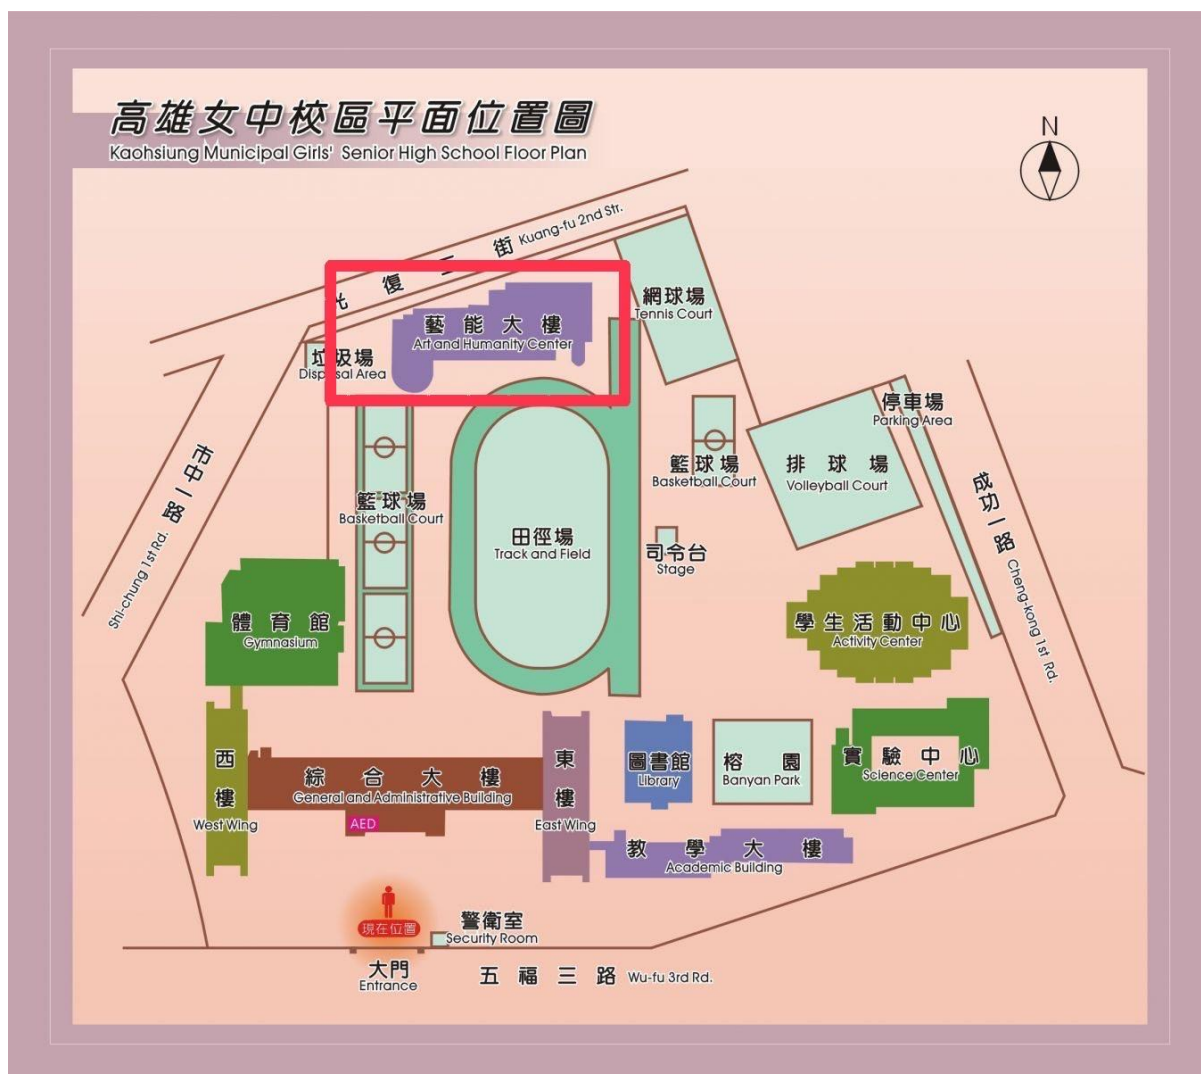 高雄女中校區平面位置圖
Kaohsiung Municipal Girls' Senior High School Floor Plan
N
光復二街 Kuang-fu 2nd Str.
網球場
Tennis Court
藝能大樓
Art and Humanity Center
垃圾場
Disposal Area
停車場
Parking Area
市中一路 Shi-chung 1st Rd.
籃球場
Basketball Court
排球場
Volleyball Court
成功一路 Cheng-kong 1st Rd.
籃球場
Basketball Court
田徑場
Track and Field
司令台
Stage
體育館
Gymnasium
學生活動中心
Activity Center
西樓
West Wing
綜合大樓
General and Administrative Building
AED
東樓
East Wing
圖書館
Library
榕園
Banyan Park
實驗中心
Science Center
教學大樓
Academic Building
現在位置
警衛室
Security Room
大門
Entrance
五福三路 Wu-fu 3rd Rd.